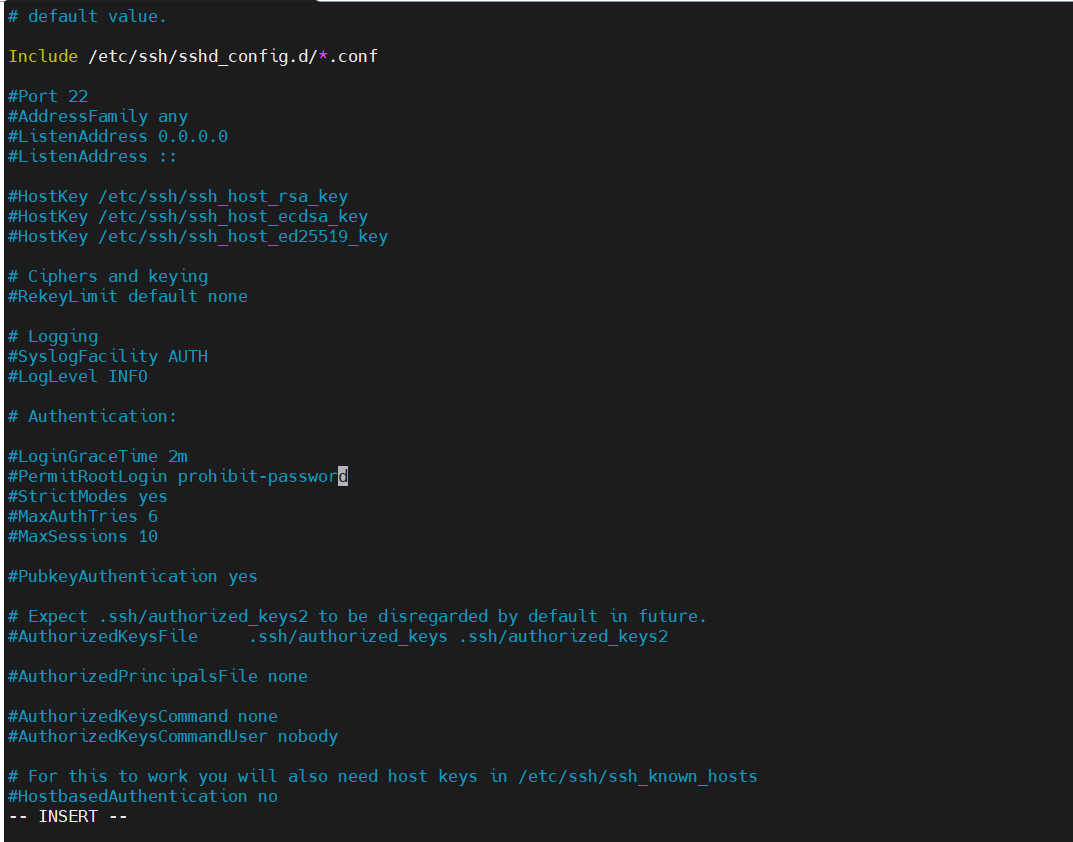 # default value.
Include /etc/ssh/sshd_config.d/*.conf
#Port 22
#AddressFamily any
#ListenAddress 0.0.0.0
#ListenAddress ::
#HostKey /etc/ssh/ssh_host_rsa_key
#HostKey /etc/ssh/ssh_host_ecdsa_key
#HostKey /etc/ssh/ssh_host_ed25519_key
# Ciphers and keying
#RekeyLimit default none
# Logging
#SyslogFacility AUTH
#LogLevel INFO
# Authentication:
#LoginGraceTime 2m
#PermitRootLogin prohibit-password
#StrictModes yes
#MaxAuthTries 6
#MaxSessions 10
#PubkeyAuthentication yes
# Expect .ssh/authorized_keys2 to be disregarded by default in future.
#AuthorizedKeysFile     .ssh/authorized_keys .ssh/authorized_keys2
#AuthorizedPrincipalsFile none
#AuthorizedKeysCommand none
#AuthorizedKeysCommandUser nobody
# For this to work you will also need host keys in /etc/ssh/ssh_known_hosts
#HostbasedAuthentication no
-- INSERT --